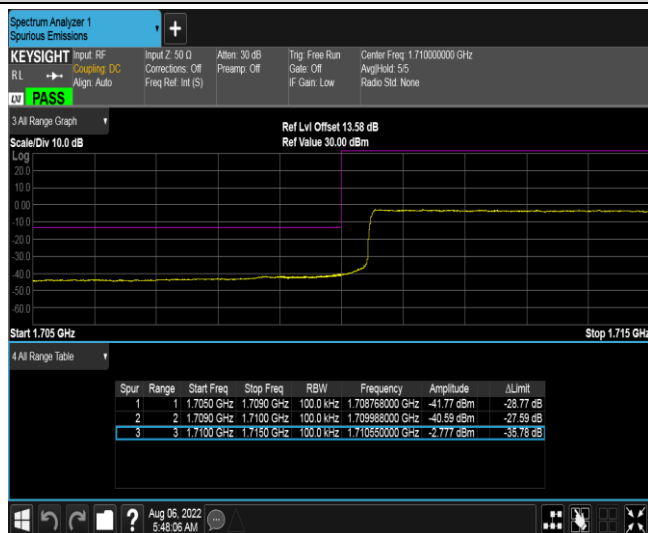 Spectrum Analyzer 1
Spurious Emissions
+
KEYSIGHT
Input: RF
Coupling: DC
Align: Auto
RL
LXI PASS
Input Z: 50 Ω
Corrections: Off
Freq Ref: Int (S)
Atten: 30 dB
Preamp: Off
Trig: Free Run
Gate: Off
IF Gain: Low
Center Freq: 1.710000000 GHz
Avg|Hold: 5/5
Radio Std: None
3 All Range Graph
Ref Lvl Offset 13.58 dB
Scale/Div 10.0 dB
Ref Value 30.00 dBm
Log
20.0
10.0
0.00
-10.0
-20.0
-30.0
-40.0
-50.0
-60.0
Start 1.705 GHz
Stop 1.715 GHz
4 All Range Table
Spur Range Start Freq Stop Freq RBW Frequency Amplitude ΔLimit
1 1 1.7050 GHz 1.7090 GHz 100.0 kHz 1.708768000 GHz -41.77 dBm -28.77 dB
2 2 1.7090 GHz 1.7100 GHz 100.0 kHz 1.709988000 GHz -40.59 dBm -27.59 dB
3 3 1.7100 GHz 1.7150 GHz 100.0 kHz 1.710550000 GHz -2.777 dBm -35.78 dB
?
Aug 06, 2022
5:48:06 AM